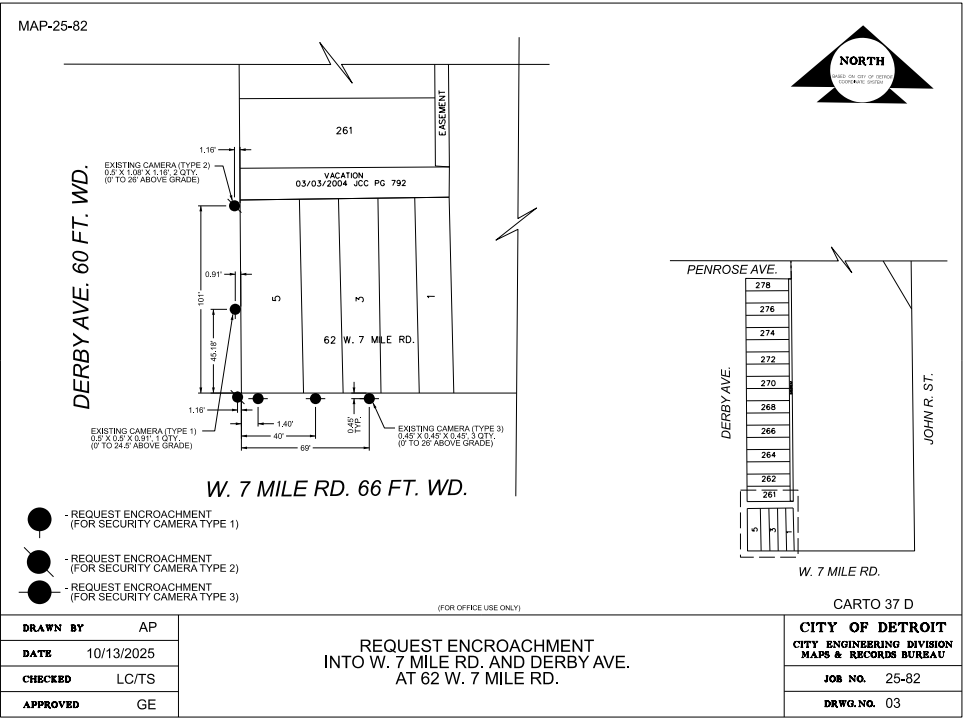 MAP-25-82
NORTH
BASED ON CITY OF DETROIT
COORDINATE SYSTEM
261
EASEMENT
VACATION
03/03/2004 JCC PG 792
1.16'
EXISTING CAMERA (TYPE 2)
0.5' X 1.08' X 1.16', 2 QTY.
(0' TO 26' ABOVE GRADE)
DERBY AVE. 60 FT. WD.
0.91'
101'
45.18'
5
3
1
62 W. 7 MILE RD.
1.16'
1.40'
40'
69'
0.45'
TYP.
EXISTING CAMERA (TYPE 1)
0.5' X 0.5' X 0.91', 1 QTY.
(0' TO 24.5' ABOVE GRADE)
EXISTING CAMERA (TYPE 3)
0.45' X 0.45' X 0.45', 3 QTY.
(0' TO 26' ABOVE GRADE)
W. 7 MILE RD. 66 FT. WD.
- REQUEST ENCROACHMENT
(FOR SECURITY CAMERA TYPE 1)
- REQUEST ENCROACHMENT
(FOR SECURITY CAMERA TYPE 2)
- REQUEST ENCROACHMENT
(FOR SECURITY CAMERA TYPE 3)
PENROSE AVE.
278
276
274
272
270
268
266
264
262
261
5
3
1
DERBY AVE.
JOHN R. ST.
W. 7 MILE RD.
CARTO 37 D
(FOR OFFICE USE ONLY)
DRAWN BY AP
DATE 10/13/2025
CHECKED LC/TS
APPROVED GE
REQUEST ENCROACHMENT
INTO W. 7 MILE RD. AND DERBY AVE.
AT 62 W. 7 MILE RD.
CITY OF DETROIT
CITY ENGINEERING DIVISION
MAPS & RECORDS BUREAU
JOB NO. 25-82
DRWG. NO. 03